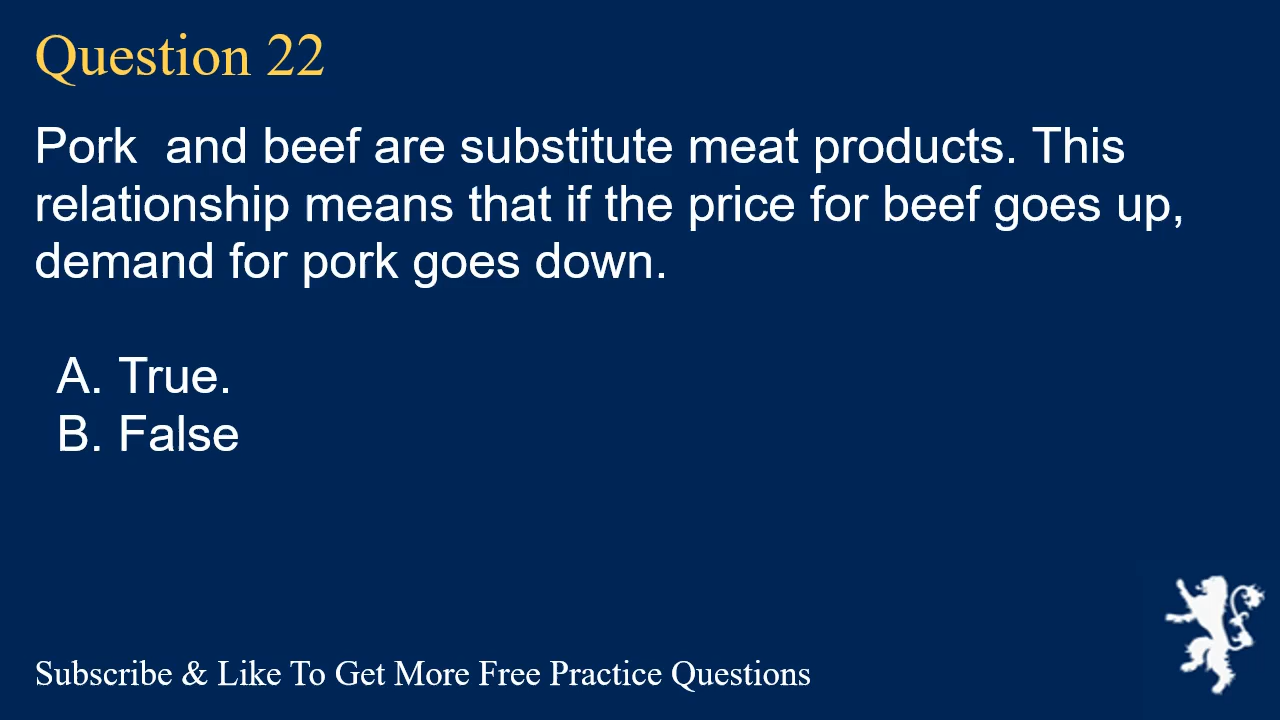 Question 22
Pork  and beef are substitute meat products. This
relationship means that if the price for beef goes up,
demand for pork goes down.
A. True.
B. False
Subscribe & Like To Get More Free Practice Questions